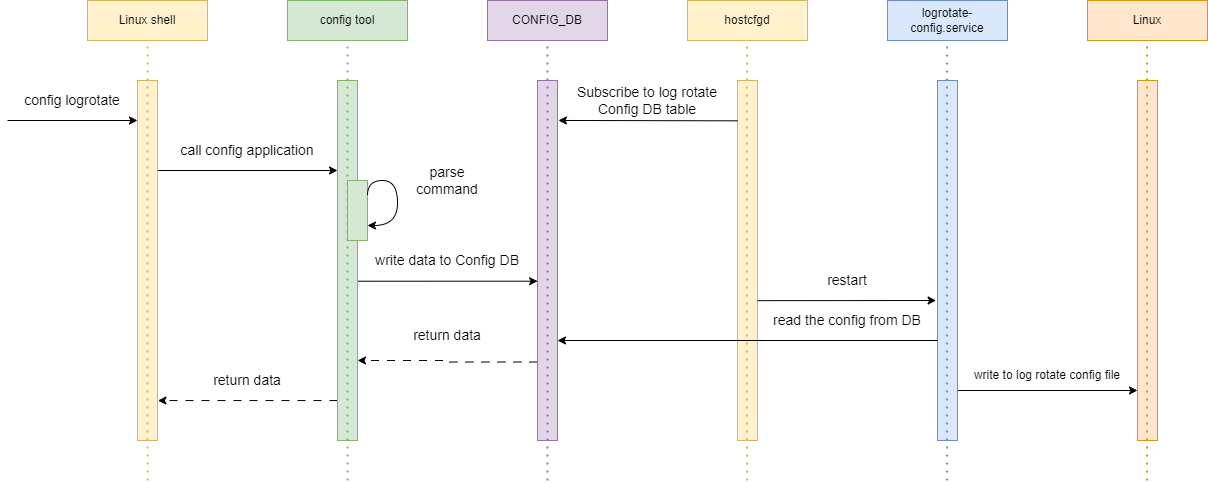 Linux shell
config tool
CONFIG_DB
hostcfgd
logrotate-
config.service
Linux
config logrotate
Subscribe to log rotate
Config DB table
call config application
parse
command
write data to Config DB
restart
read the config from DB
return data
return data
write to log rotate config file